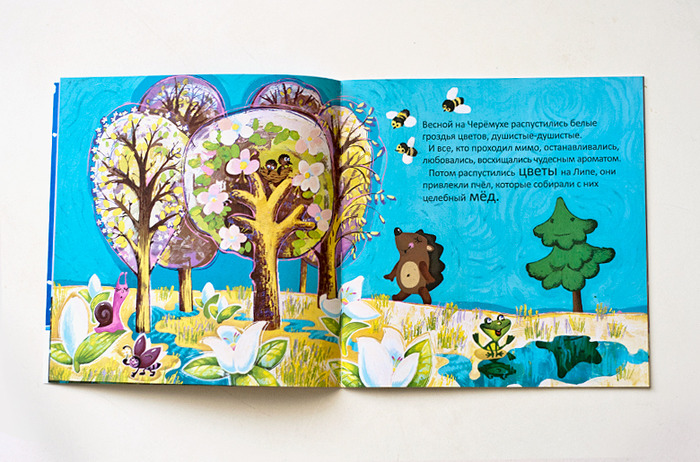 Весной на Черёмухе распустились белые
гроздья цветов, душистые-душистые.
И все, кто проходил мимо, останавливались,
любовались, восхищались чудесным ароматом.
Потом распустились цветы на Липе, они
привлекли пчёл, которые собирали с них
целебный мёд.